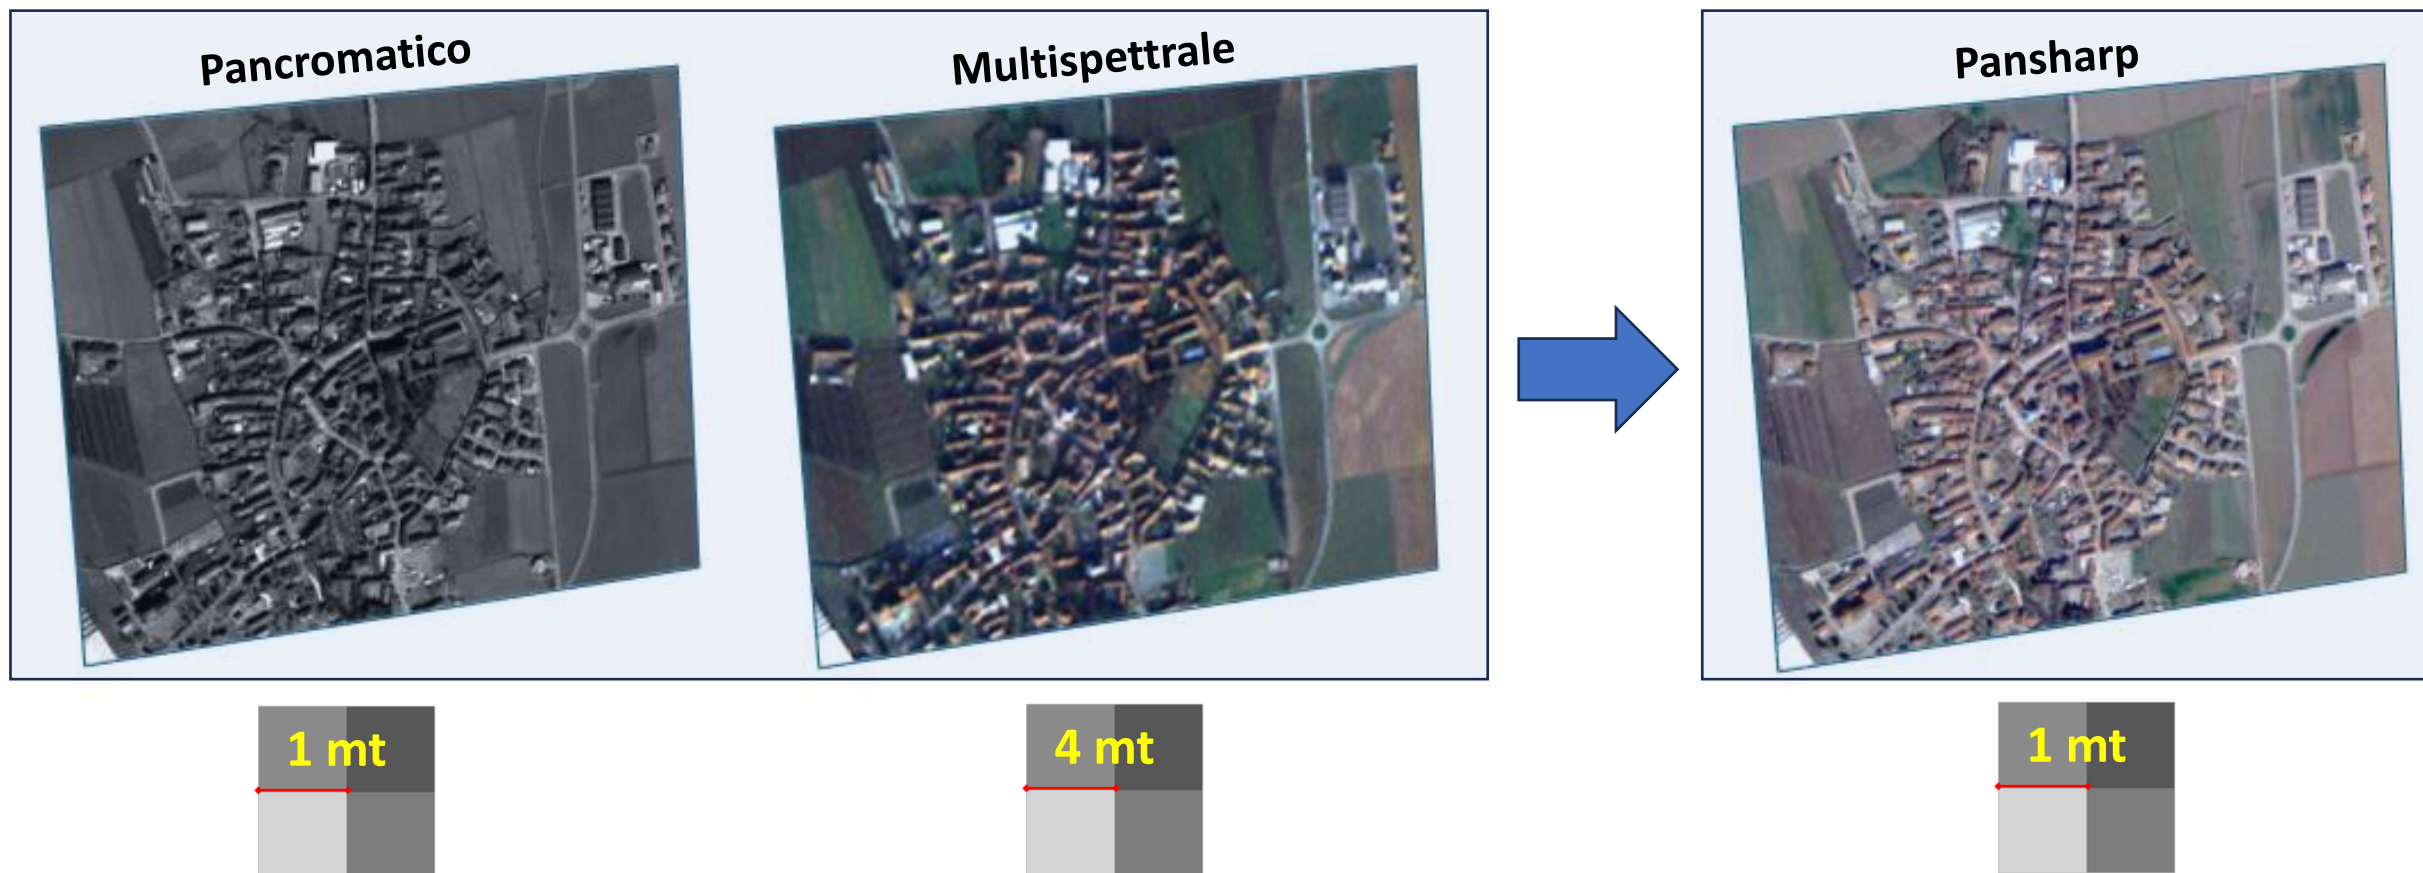 Pancromatico
Multispettrale
Pansharp
1 mt
4 mt
1 mt